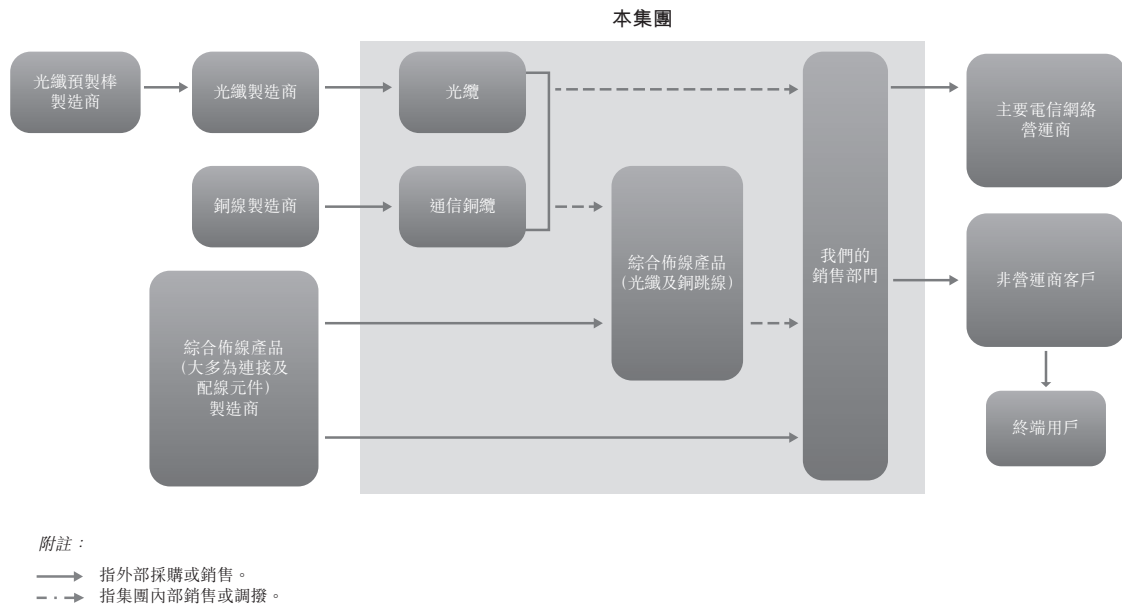 本集團
光纖預製棒
製造商
光纖製造商
光纜
主要電信網絡
營運商
銅線製造商
通信銅纜
綜合佈線產品
(光纖及銅跳線)
我們的
銷售部門
非營運商客戶
綜合佈線產品
(大多為連接及
配線元件)
製造商
終端用戶
附註：
指外部採購或銷售。
指集團內部銷售或調撥。